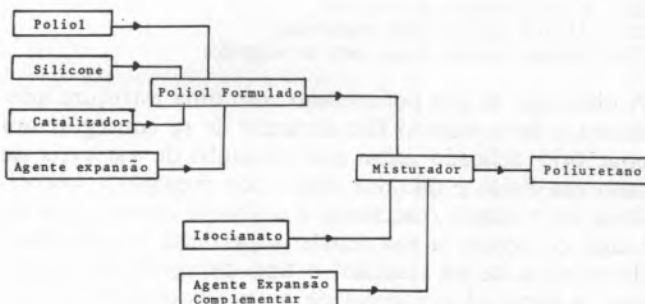 Poliol
Silicone
Poliol Formulado
Catalizador
Agente expansão
Misturador
Poliuretano
Isocianato
Agente Expansão
Complementar